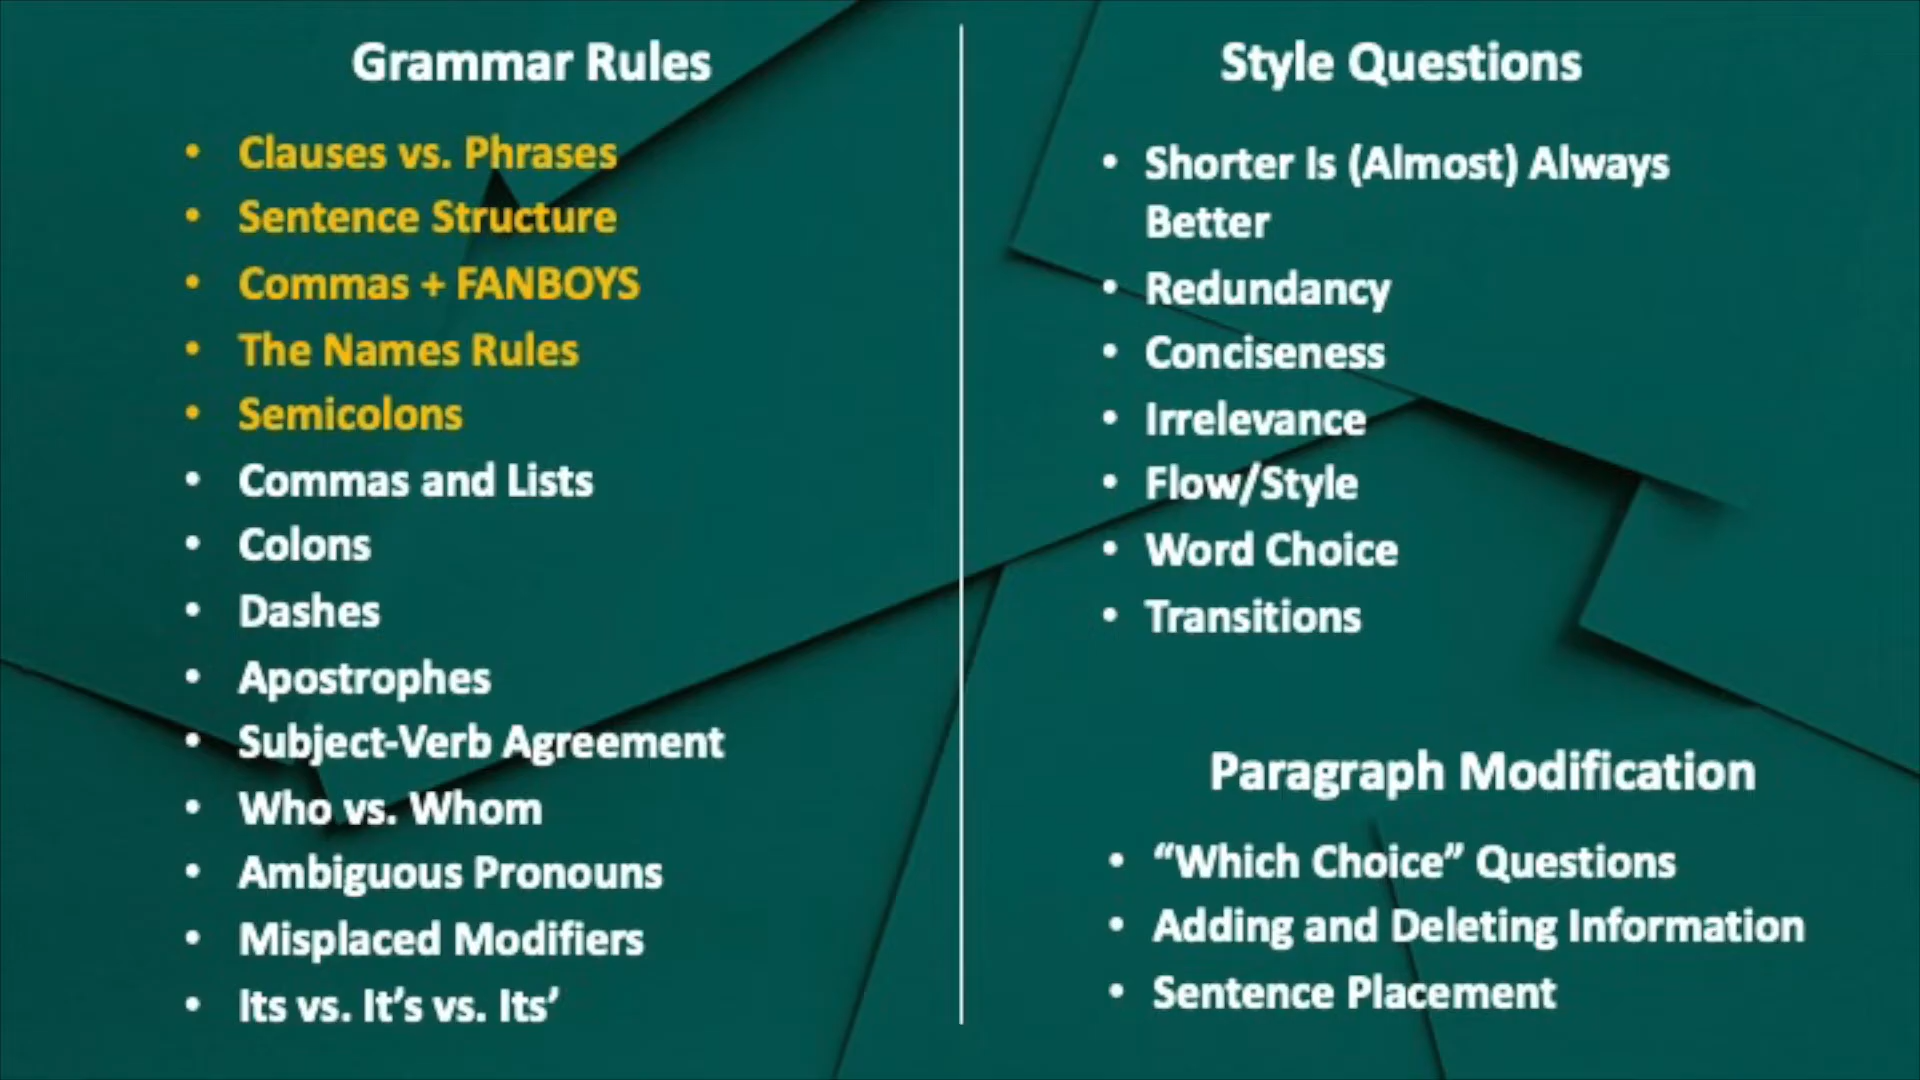 Grammar Rules
• Clauses vs. Phrases
• Sentence Structure
• Commas + FANBOYS
• The Names Rules
• Semicolons
• Commas and Lists
• Colons
• Dashes
• Apostrophes
• Subject-Verb Agreement
• Who vs. Whom
• Ambiguous Pronouns
• Misplaced Modifiers
• Its vs. It’s vs. Its’
Style Questions
• Shorter Is (Almost) Always
Better
• Redundancy
• Conciseness
• Irrelevance
• Flow/Style
• Word Choice
• Transitions
Paragraph Modification
• “Which Choice” Questions
• Adding and Deleting Information
• Sentence Placement